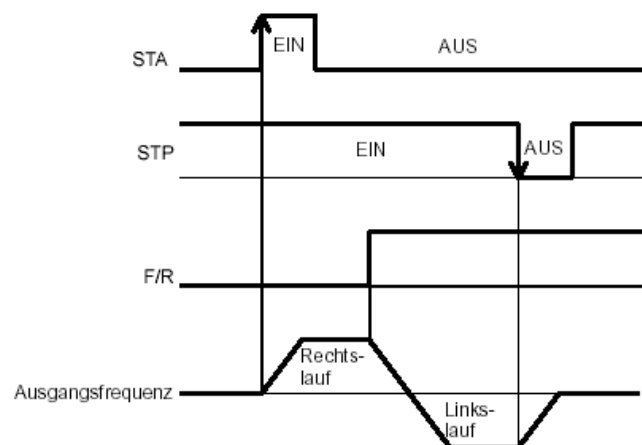 EIN
STA
AUS
STP
EIN
AUS
F/R
Rechts-
lauf
Ausgangsfrequenz
Links-
lauf